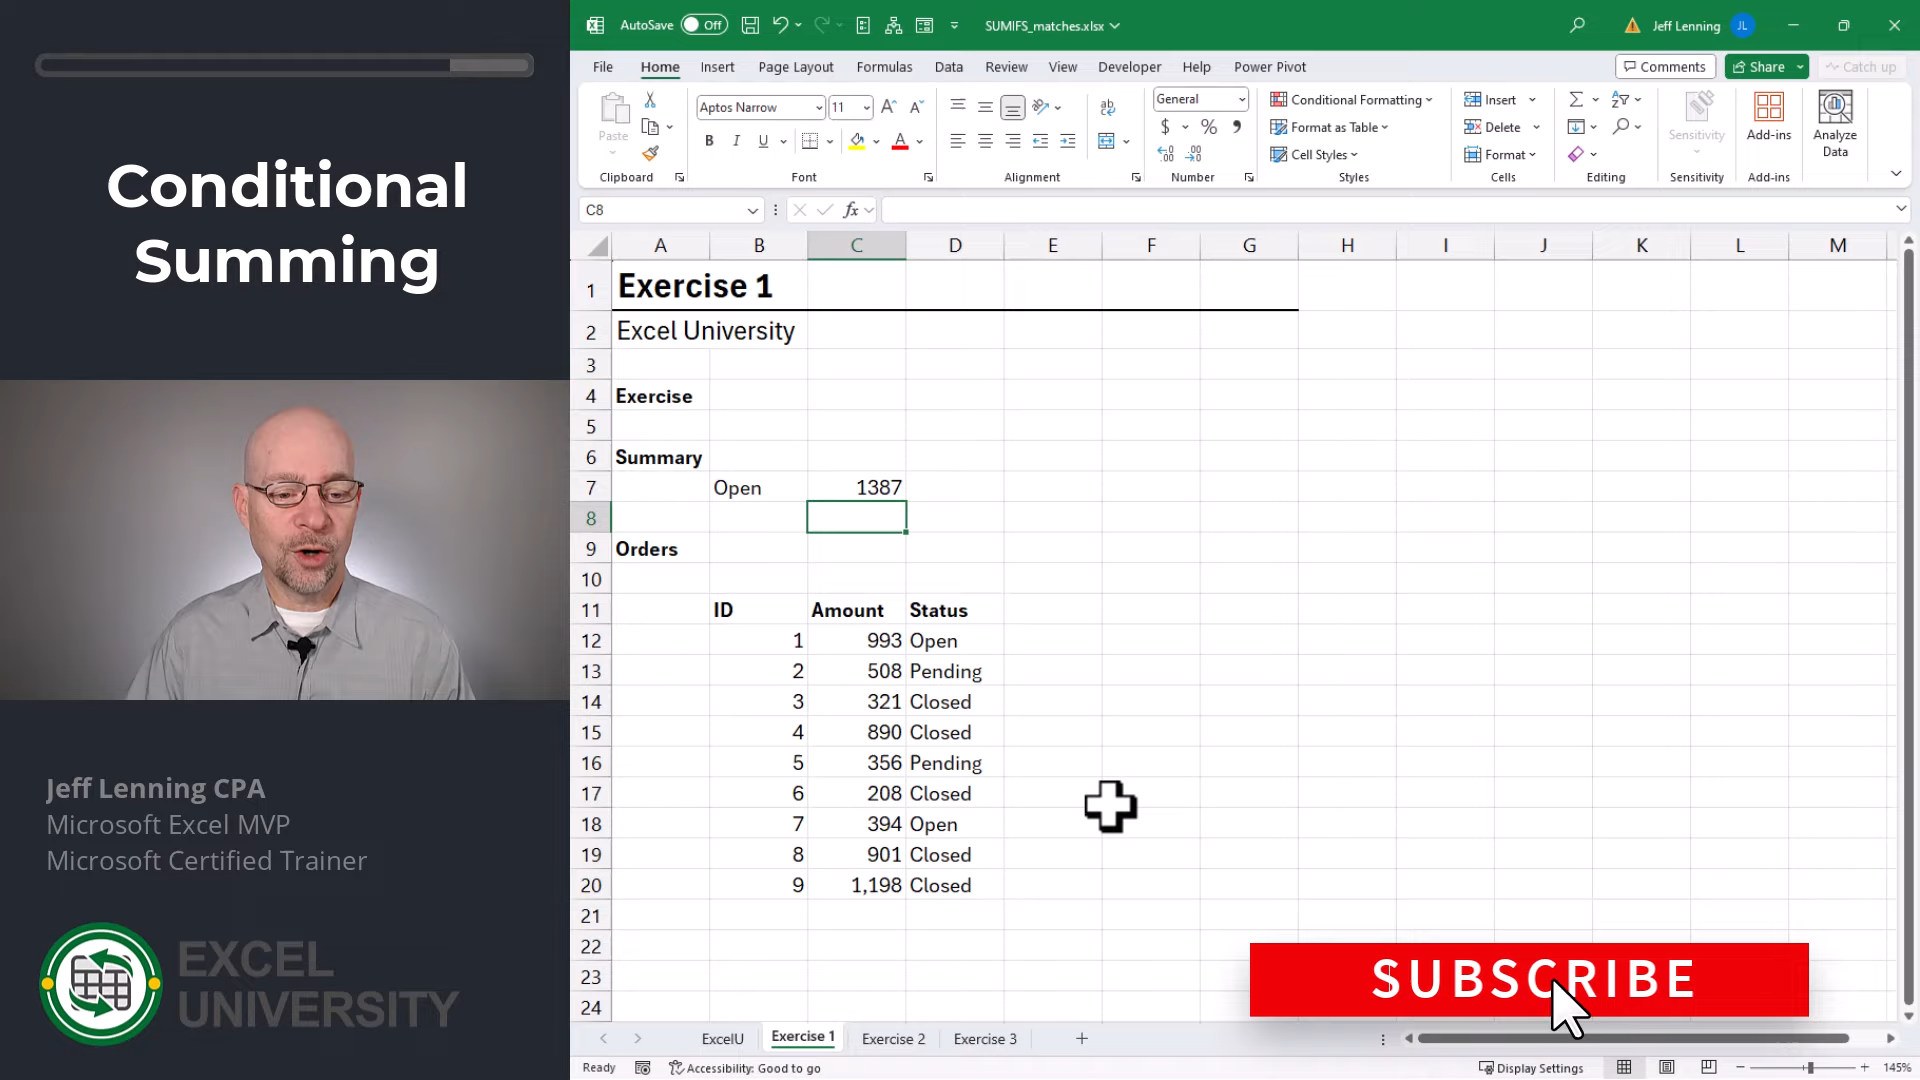 Conditional
Summing
Jeff Lenning CPA
Microsoft Excel MVP
Microsoft Certified Trainer
EXCEL
UNIVERSITY
AutoSave Off SUMIFS_matches.xlsx Jeff Lenning JL
File Home Insert Page Layout Formulas Data Review View Developer Help Power Pivot Comments Share Catch up
Paste Aptos Narrow 11 General Conditional Formatting Insert Sensitivity Add-ins Analyze Data
B I U $ % Format as Table Delete
Cell Styles Format
Clipboard Font Alignment Number Styles Cells Editing Sensitivity Add-ins
C8 fx
A B C D E F G H I J K L M
1 Exercise 1
2 Excel University
3
4 Exercise
5
6 Summary
7 Open 1387
8
9 Orders
10
11 ID Amount Status
12 1 993 Open
13 2 508 Pending
14 3 321 Closed
15 4 890 Closed
16 5 356 Pending
17 6 208 Closed
18 7 394 Open
19 8 901 Closed
20 9 1,198 Closed
21
22
23
24
SUBSCRIBE
ExcelU Exercise 1 Exercise 2 Exercise 3
Ready Accessibility: Good to go Display Settings 145%